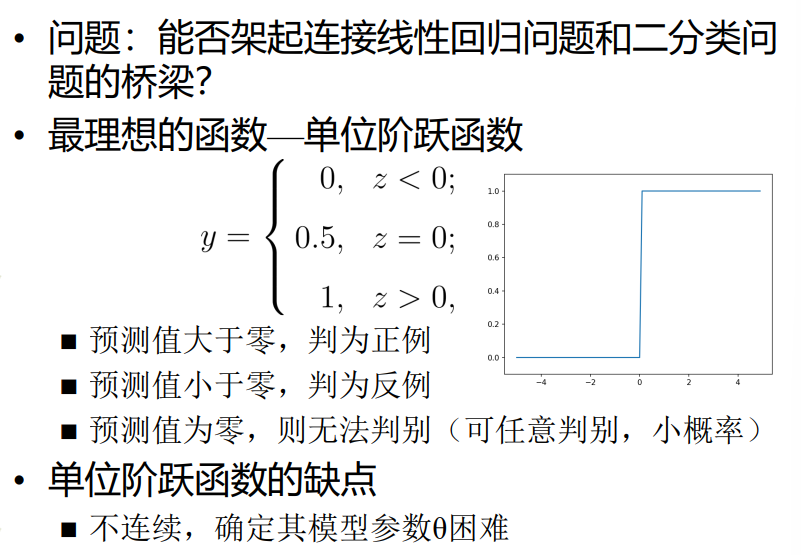 • 问题：能否架起连接线性回归问题和二分类问
题的桥梁？
• 最理想的函数—单位阶跃函数
y = { 0, z < 0;
0.5, z = 0;
1, z > 0,
1.0
0.8
0.6
0.4
0.2
0.0
−4 −2 0 2 4
■ 预测值大于零，判为正例
■ 预测值小于零，判为反例
■ 预测值为零，则无法判别（可任意判别，小概率）
• 单位阶跃函数的缺点
■ 不连续，确定其模型参数θ困难